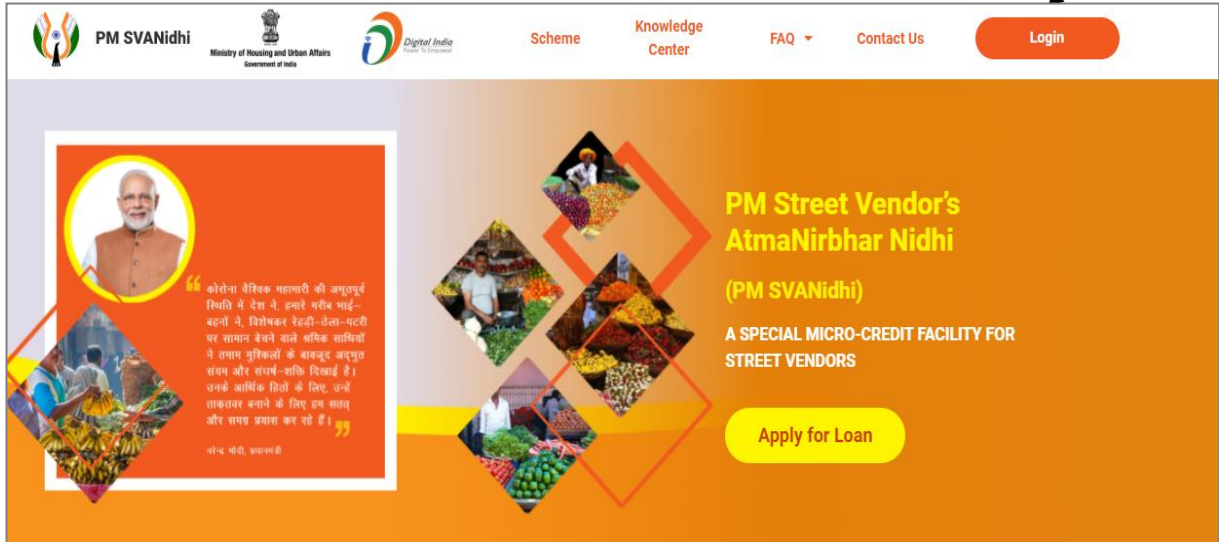 PM SVANidhi
Ministry of Housing and Urban Affairs
Government of India
Digital India
Power To Empower
Scheme
Knowledge
Center
FAQ
Contact Us
Login
“ कोरोना वैश्विक महामारी की अभूतपूर्व
स्थिति में देश ने, हमारे गरीब भाई–
बहनों ने, विशेषकर रेहड़ी–ठेला–पटरी
पर सामान बेचने वाले श्रमिक साथियों
ने तमाम मुश्किलों के बावजूद अद्भुत
संयम और संघर्ष–शक्ति दिखाई है।
उनके आर्थिक हितों के लिए, उन्हें
ताकतवर बनाने के लिए हम सतत्
और समग्र प्रयास कर रहे हैं। ”
नरेन्द्र मोदी, प्रधानमंत्री
PM Street Vendor’s
AtmaNirbhar Nidhi
(PM SVANidhi)
A SPECIAL MICRO-CREDIT FACILITY FOR
STREET VENDORS
Apply for Loan